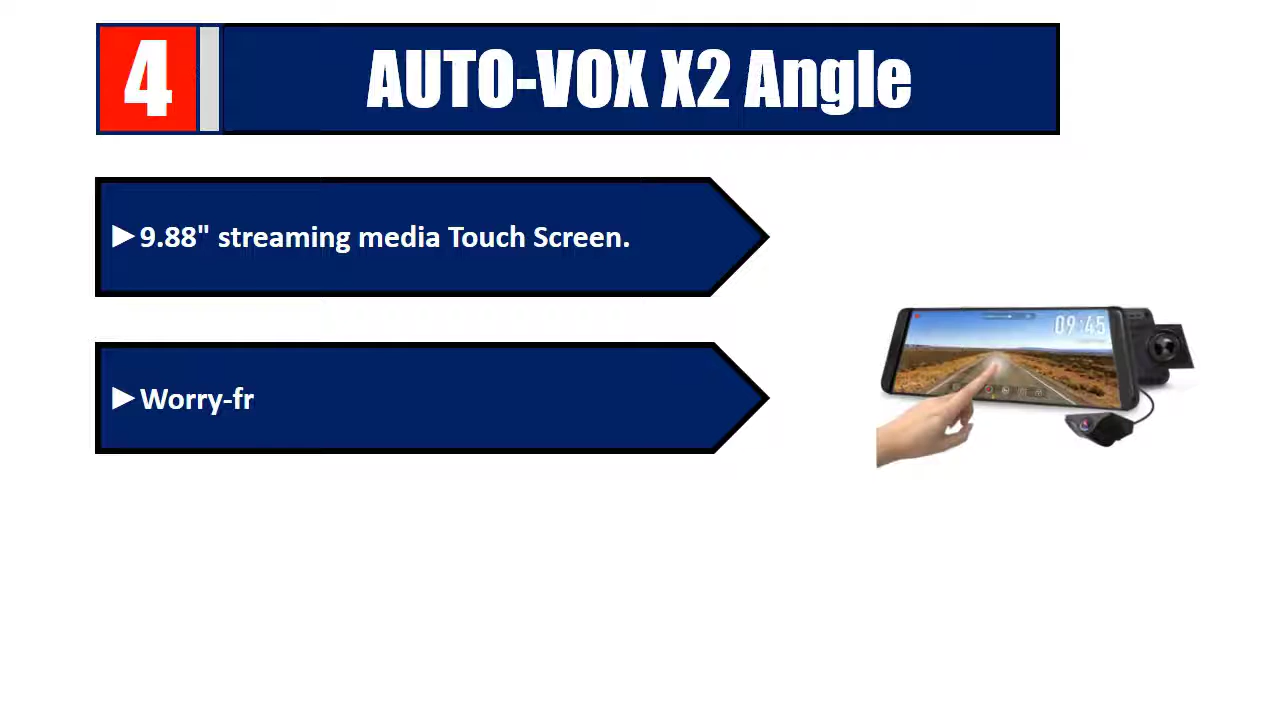 4
AUTO-VOX X2 Angle
►9.88" streaming media Touch Screen.
►Worry-fr
09:45